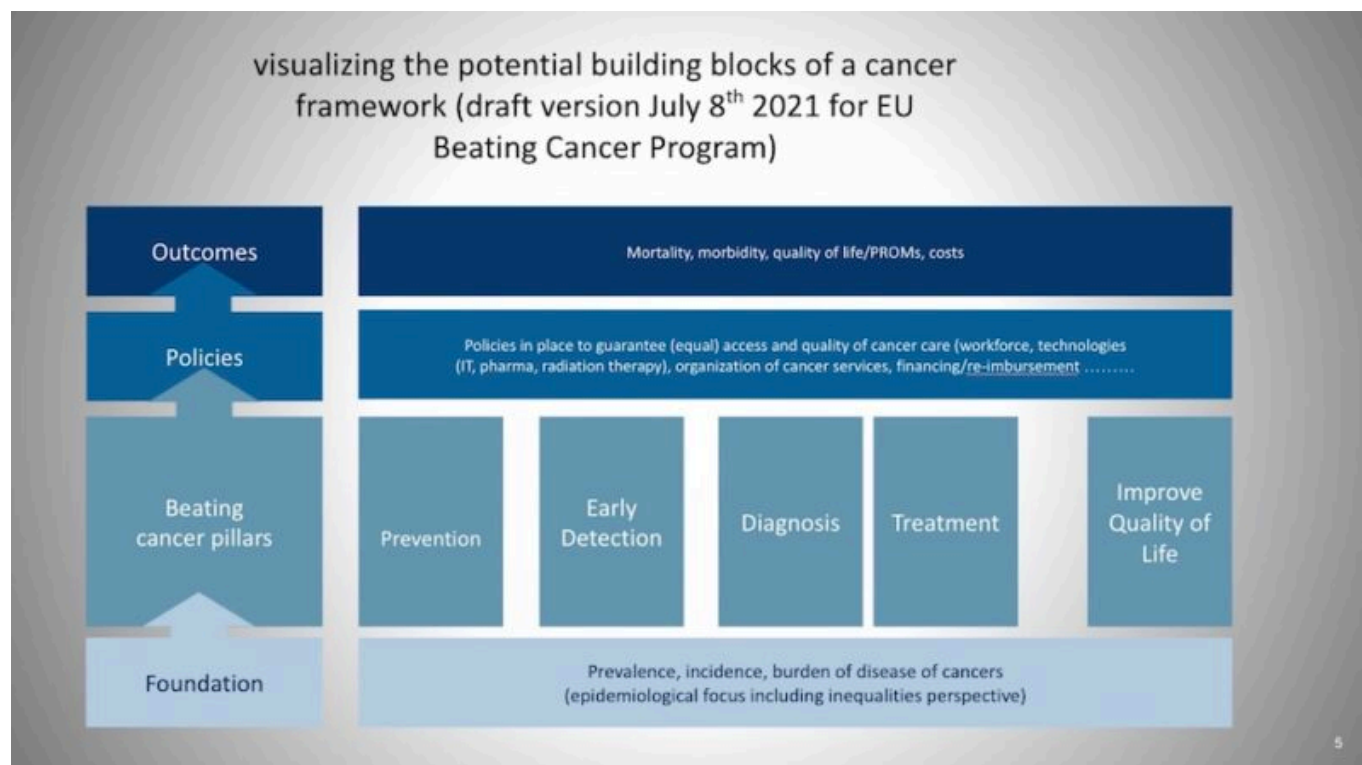 visualizing the potential building blocks of a cancer
framework (draft version July 8th 2021 for EU
Beating Cancer Program)
Outcomes
Mortality, morbidity, quality of life/PROMs, costs
Policies
Policies in place to guarantee (equal) access and quality of cancer care (workforce, technologies
(IT, pharma, radiation therapy), organization of cancer services, financing/re-imbursement ………
Beating
cancer pillars
Prevention
Early
Detection
Diagnosis
Treatment
Improve
Quality of
Life
Foundation
Prevalence, incidence, burden of disease of cancers
(epidemiological focus including inequalities perspective)
5